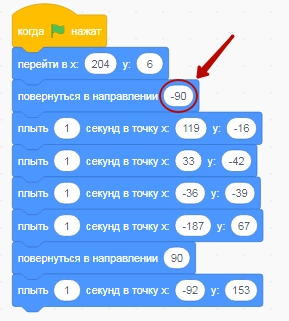 когда нажат
перейти в x: 204 y: 6
повернуться в направлении -90
плыть 1 секунд в точку x: 119 y: -16
плыть 1 секунд в точку x: 33 y: -42
плыть 1 секунд в точку x: -36 y: -39
плыть 1 секунд в точку x: -187 y: 67
повернуться в направлении 90
плыть 1 секунд в точку x: -92 y: 153